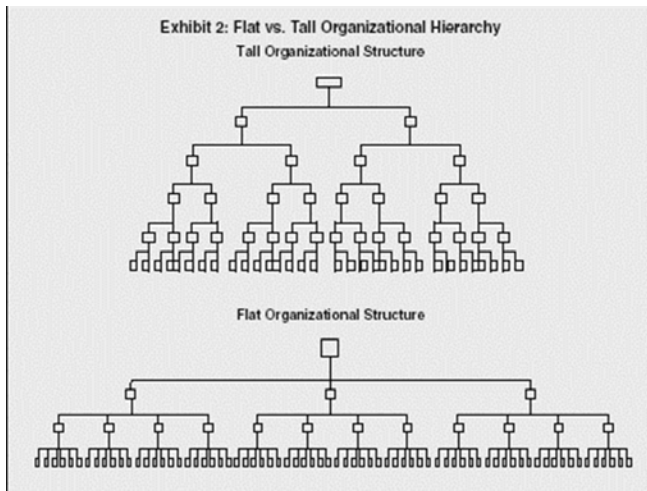 Exhibit 2: Flat vs. Tall Organizational Hierarchy
Tall Organizational Structure
Flat Organizational Structure